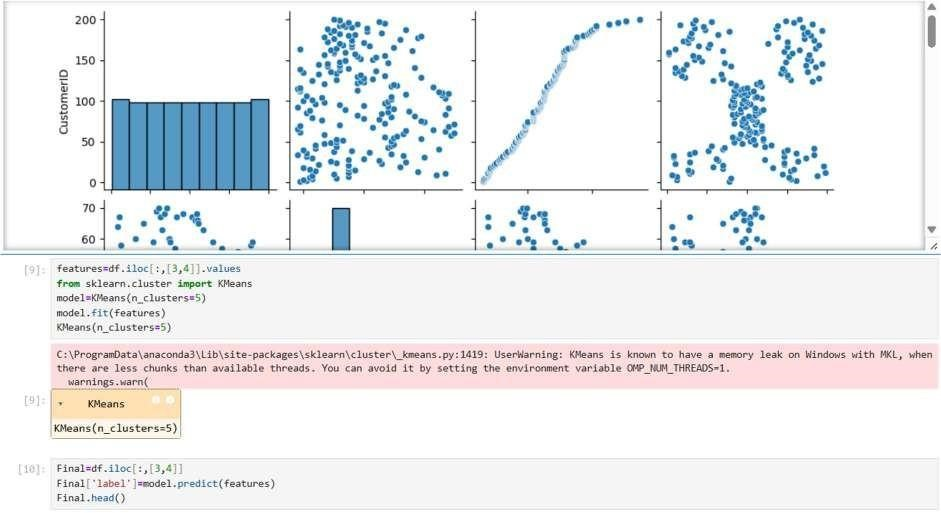 200
150
100
50
0
CustomerID
70
60
[9]:
features=df.iloc[:,[3,4]].values
from sklearn.cluster import KMeans
model=KMeans(n_clusters=5)
model.fit(features)
KMeans(n_clusters=5)
C:\ProgramData\anaconda3\Lib\site-packages\sklearn\cluster\_kmeans.py:1419: UserWarning: KMeans is known to have a memory leak on Windows with MKL, when
there are less chunks than available threads. You can avoid it by setting the environment variable OMP_NUM_THREADS=1.
warnings.warn(
[9]:
KMeans
KMeans(n_clusters=5)
[10]:
Final=df.iloc[:,[3,4]]
Final['label']=model.predict(features)
Final.head()